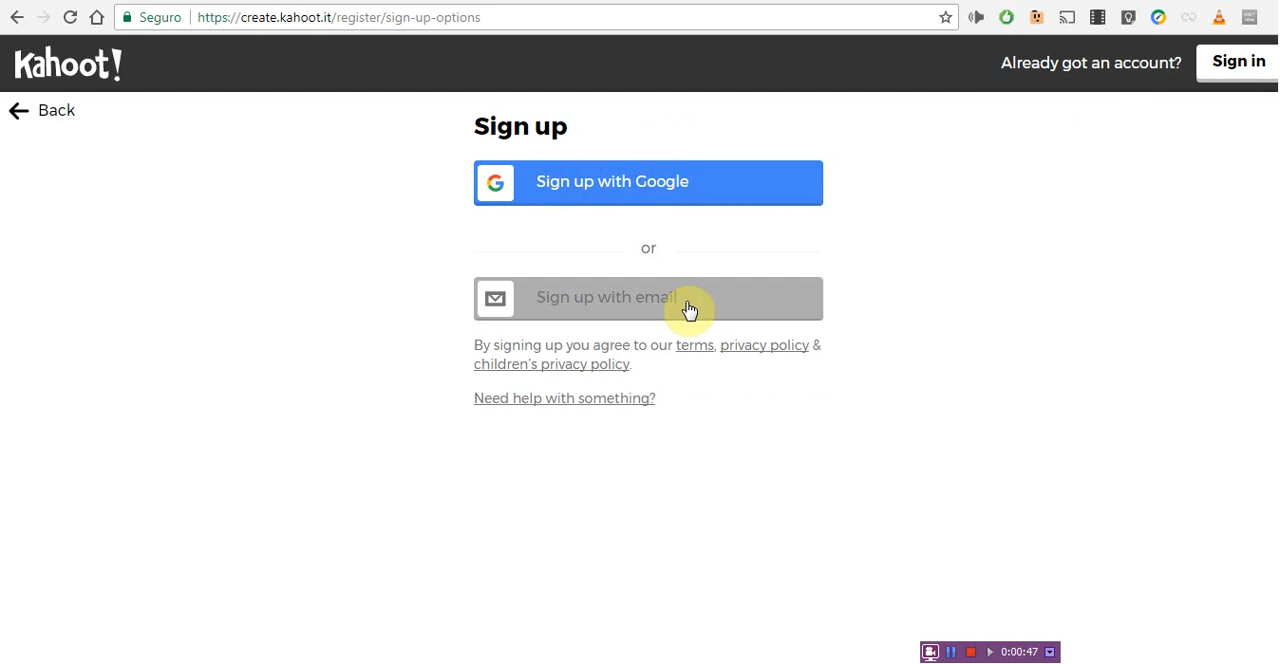 Seguro https://create.kahoot.it/register/sign-up-options
Kahoot! Already got an account? Sign in
Back
Sign up
Sign up with Google
or
Sign up with email
By signing up you agree to our terms, privacy policy &
children's privacy policy.
Need help with something?
0:00:47